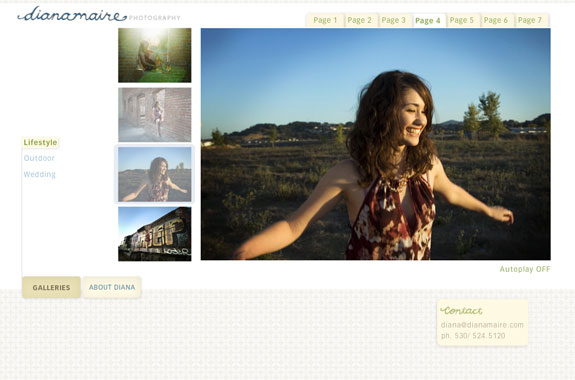 dianamaire PHOTOGRAPHY
Page 1 Page 2 Page 3 Page 4 Page 5 Page 6 Page 7
Lifestyle
Outdoor
Wedding
Autoplay OFF
GALLERIES ABOUT DIANA
Contact
diana@dianamaire.com
ph. 530/ 524.5120